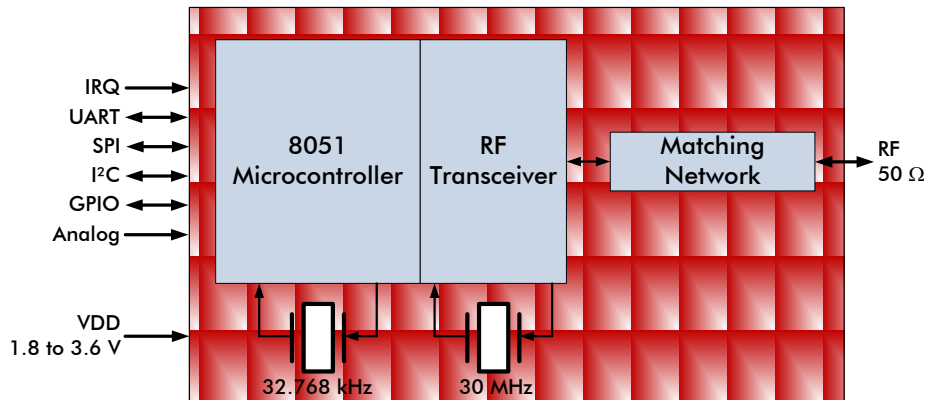 IRQ
UART
SPI
I²C
GPIO
Analog
VDD
1.8 to 3.6 V
8051
Microcontroller
RF
Transceiver
Matching
Network
RF
50 Ω
32.768 kHz
30 MHz